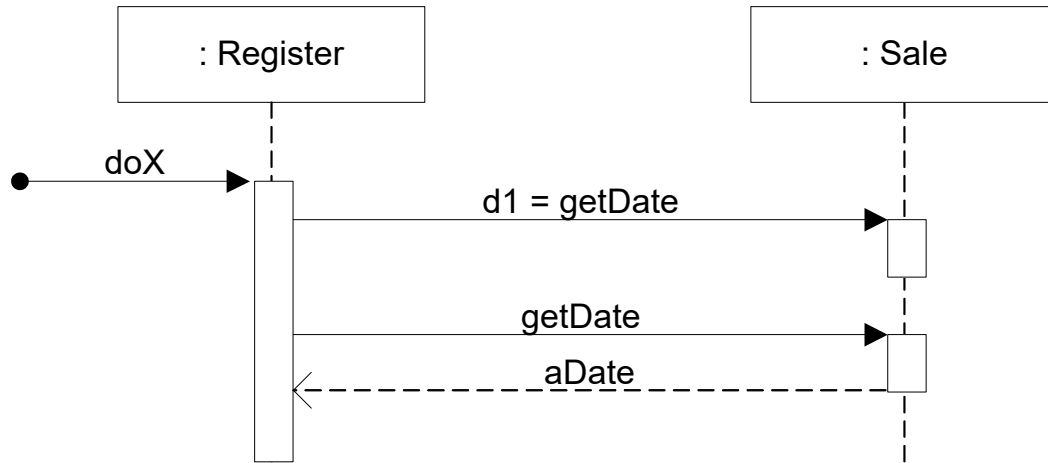 : Register
: Sale
doX
d1 = getDate
getDate
aDate